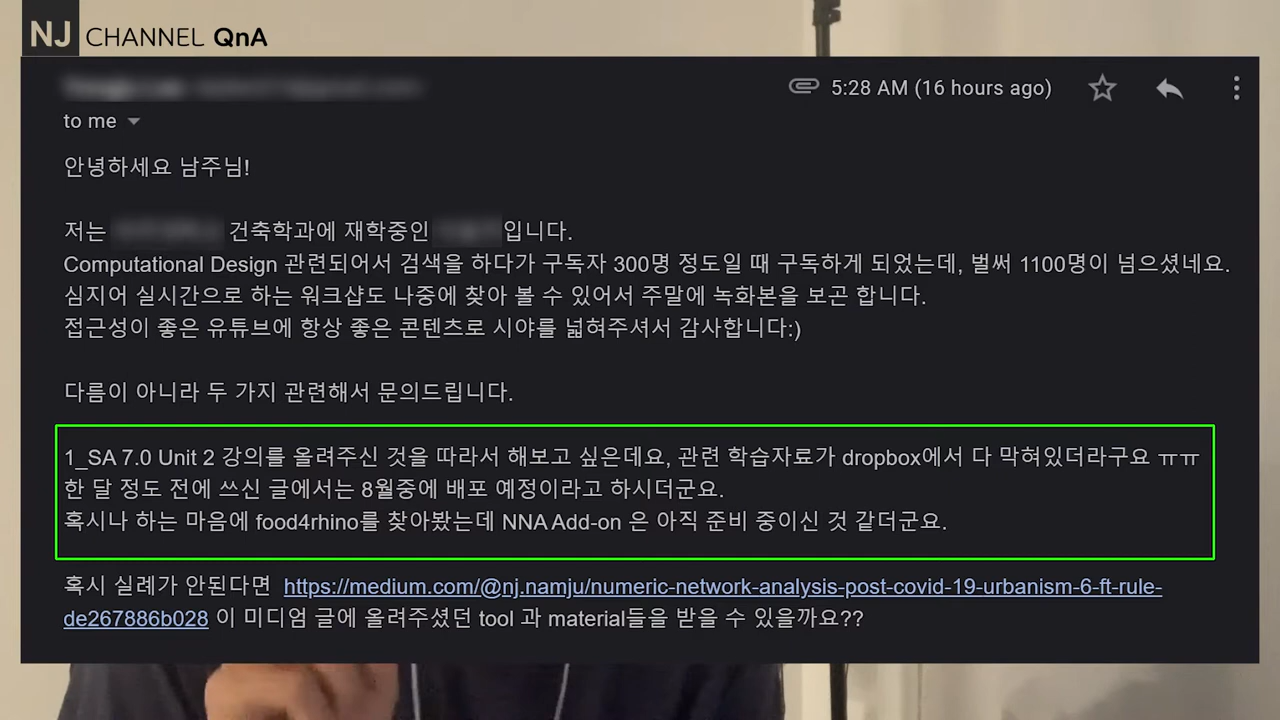 NJ CHANNEL QnA
5:28 AM (16 hours ago)
to me
안녕하세요 남주님!
저는 건축학과에 재학중인 입니다.
Computational Design 관련되어서 검색을 하다가 구독자 300명 정도일 때 구독하게 되었는데, 벌써 1100명이 넘으셨네요.
심지어 실시간으로 하는 워크샵도 나중에 찾아 볼 수 있어서 주말에 녹화본을 보곤 합니다.
접근성이 좋은 유튜브에 항상 좋은 콘텐츠로 시야를 넓혀주셔서 감사합니다:)
다름이 아니라 두 가지 관련해서 문의드립니다.
1_SA 7.0 Unit 2 강의를 올려주신 것을 따라서 해보고 싶은데요, 관련 학습자료가 dropbox에서 다 막혀있더라구요 ㅠㅠ
한 달 정도 전에 쓰신 글에서는 8월중에 배포 예정이라고 하시더군요.
혹시나 하는 마음에 food4rhino를 찾아봤는데 NNA Add-on 은 아직 준비 중이신 것 같더군요.
혹시 실례가 안된다면 https://medium.com/@nj.namju/numeric-network-analysis-post-covid-19-urbanism-6-ft-rule-
de267886b028 이 미디엄 글에 올려주셨던 tool 과 material들을 받을 수 있을까요??